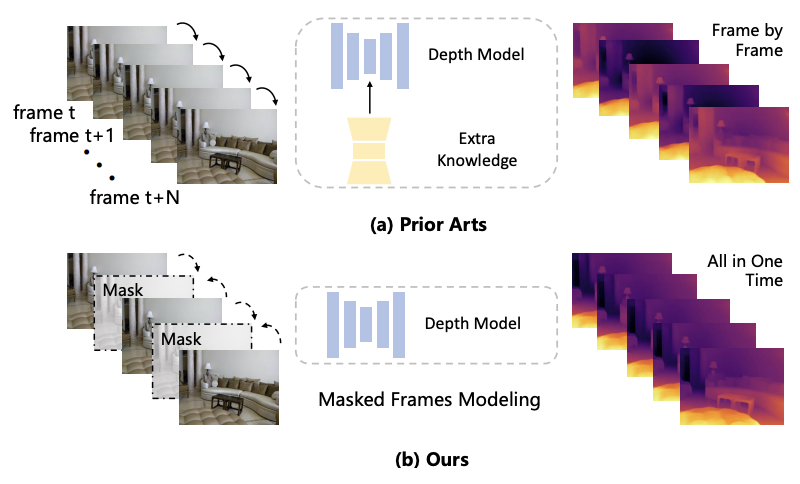 frame t
frame t+1
frame t+N
Depth Model
Extra
Knowledge
Frame by
Frame
(a) Prior Arts
Mask
Mask
Depth Model
Masked Frames Modeling
All in One
Time
(b) Ours